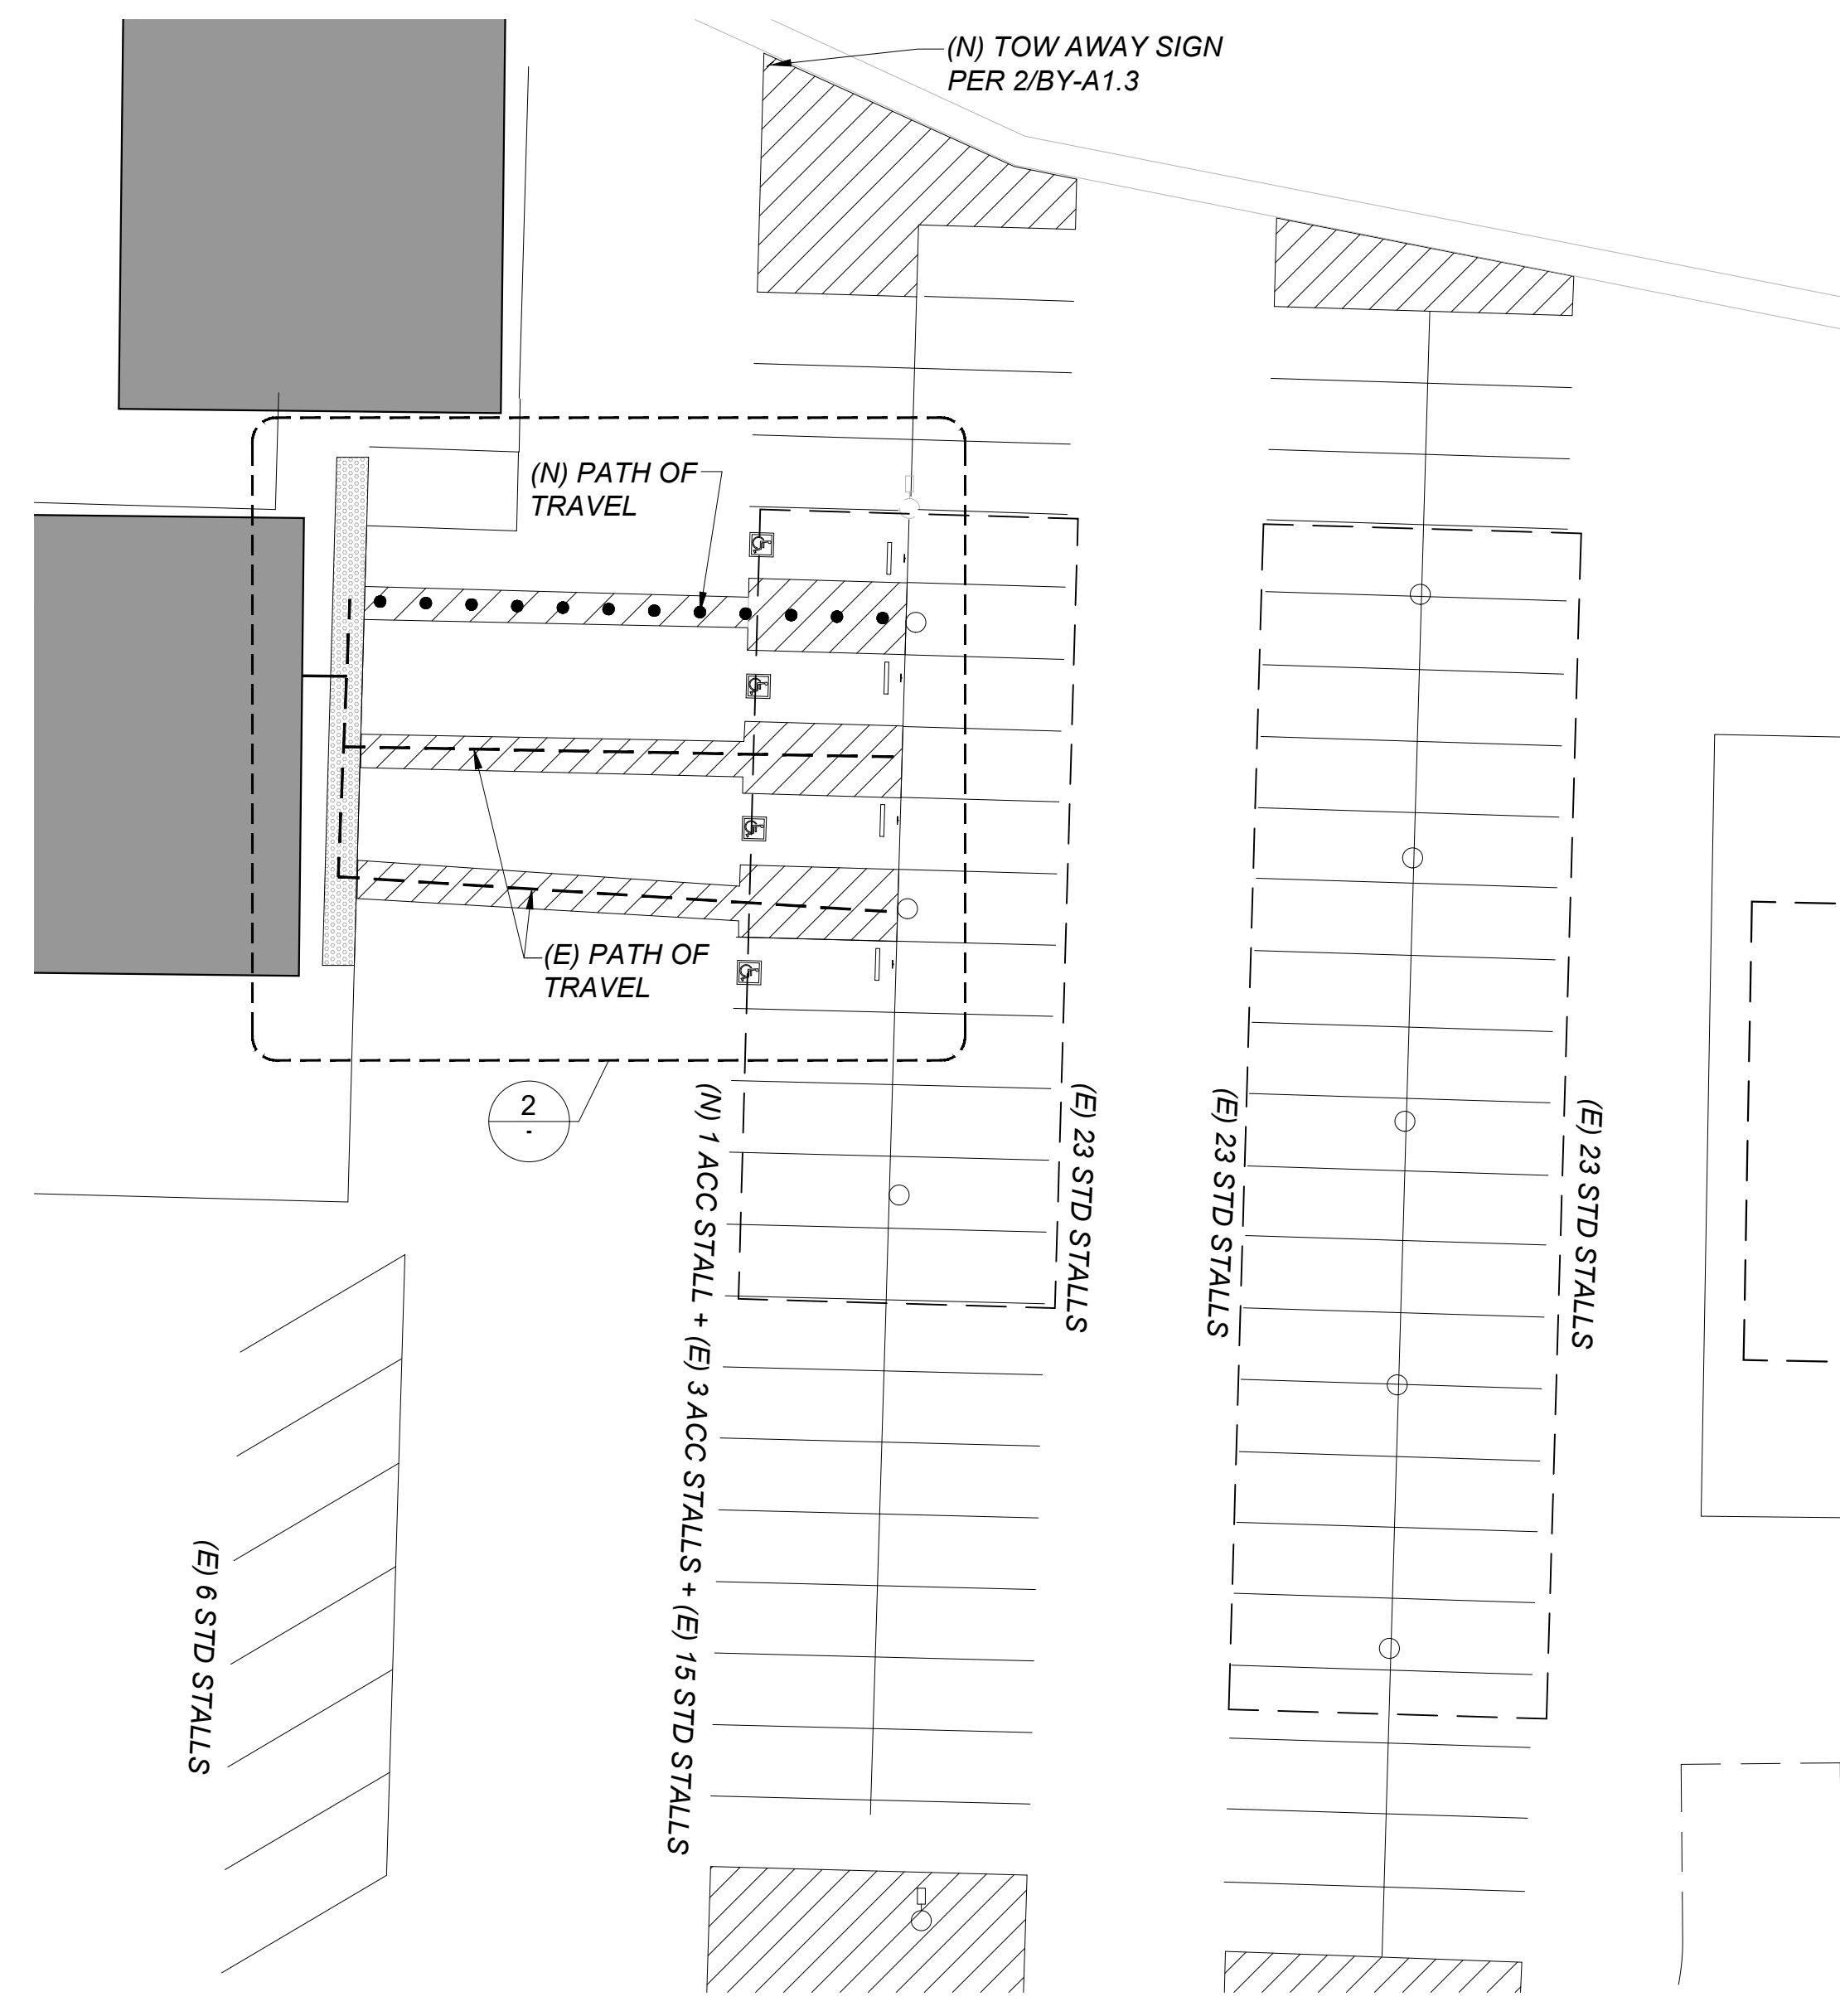 (N) TOW AWAY SIGN
PER 2/BY-A1.3
(N) PATH OF
TRAVEL
(E) PATH OF
TRAVEL
2
-
(N) 1 ACC STALL + (E) 3 ACC STALLS + (E) 15 STD STALLS
(E) 23 STD STALLS
(E) 23 STD STALLS
(E) 23 STD STALLS
(E) 6 STD STALLS